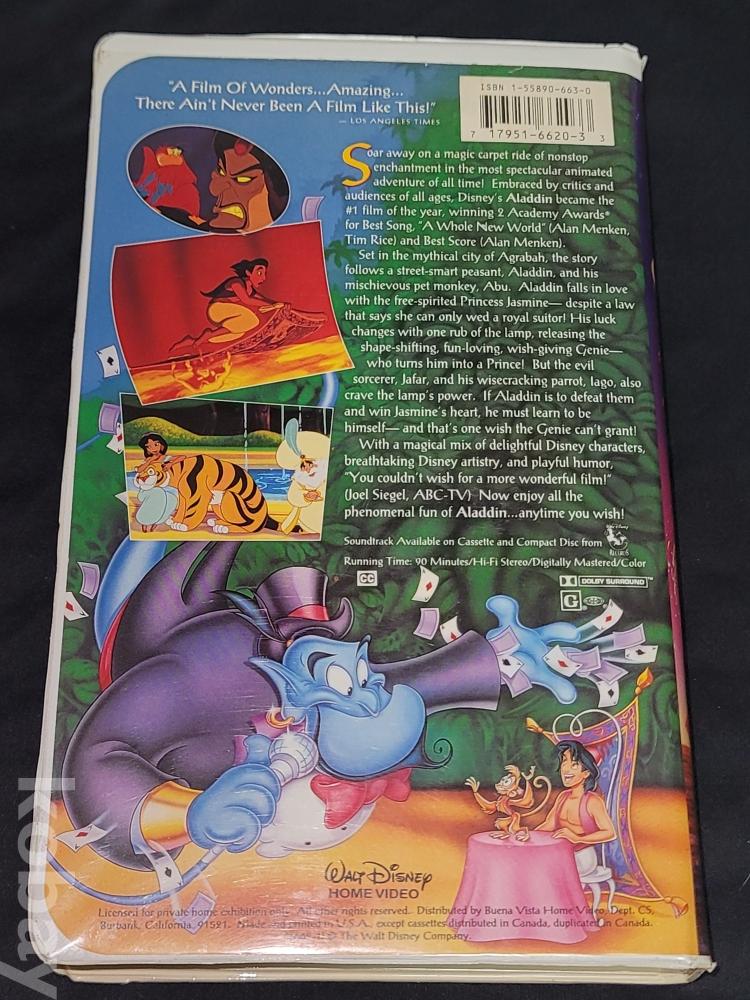 "A Film Of Wonders...Amazing...
There Ain't Never Been A Film Like This!"
— LOS ANGELES TIMES
ISBN 1-55890-663-0
7 17951-6620-3 3
Soar away on a magic carpet ride of nonstop
enchantment in the most spectacular animated
adventure of all time! Embraced by critics and
audiences of all ages, Disney's Aladdin became the
#1 film of the year, winning 2 Academy Awards®
for Best Song, "A Whole New World" (Alan Menken,
Tim Rice) and Best Score (Alan Menken).
Set in the mythical city of Agrabah, the story
follows a street-smart peasant, Aladdin, and his
mischievous pet monkey, Abu. Aladdin falls in love
with the free-spirited Princess Jasmine— despite a law
that says she can only wed a royal suitor! His luck
changes with one rub of the lamp, releasing the
shape-shifting, fun-loving, wish-giving Genie—
who turns him into a Prince! But the evil
sorcerer, Jafar, and his wisecracking parrot, Iago, also
crave the lamp's power. If Aladdin is to defeat them
and win Jasmine's heart, he must learn to be
himself— and that's one wish the Genie can't grant!
With a magical mix of delightful Disney characters,
breathtaking Disney artistry, and playful humor,
"You couldn't wish for a more wonderful film!"
(Joel Siegel, ABC-TV) Now enjoy all the
phenomenal fun of Aladdin...anytime you wish!
Soundtrack Available on Cassette and Compact Disc from
Walt Disney
RECORDS
Running Time: 90 Minutes/Hi-Fi Stereo/Digitally Mastered/Color
CC
DOLBY SURROUND™
G
WALT DISNEY
HOME VIDEO
Licensed for private home exhibition only. All other rights reserved. Distributed by Buena Vista Home Video, Dept. CS,
Burbank, California, 91521. Made and printed in U.S.A., except cassettes distributed in Canada, duplicated in Canada.
© The Walt Disney Company.
kobay